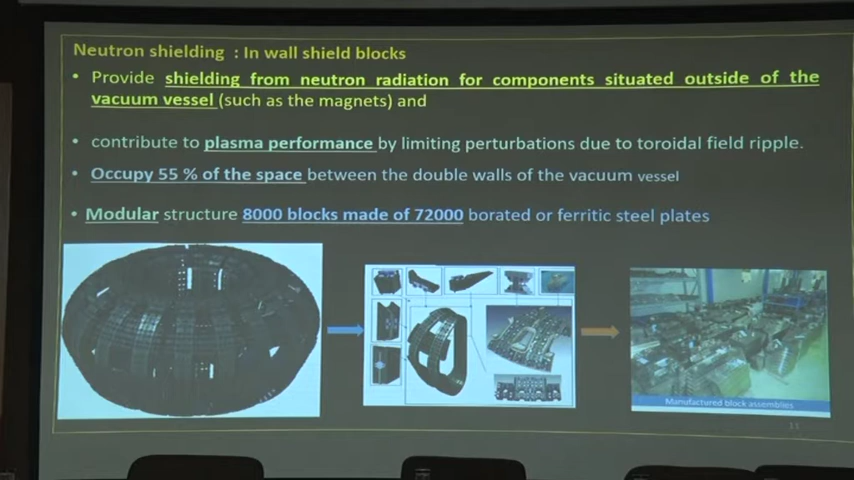 Neutron shielding : In wall shield blocks
• Provide shielding from neutron radiation for components situated outside of the
vacuum vessel (such as the magnets) and
• contribute to plasma performance by limiting perturbations due to toroidal field ripple.
• Occupy 55 % of the space between the double walls of the vacuum vessel
• Modular structure 8000 blocks made of 72000 borated or ferritic steel plates
Manufactured block assemblies
11